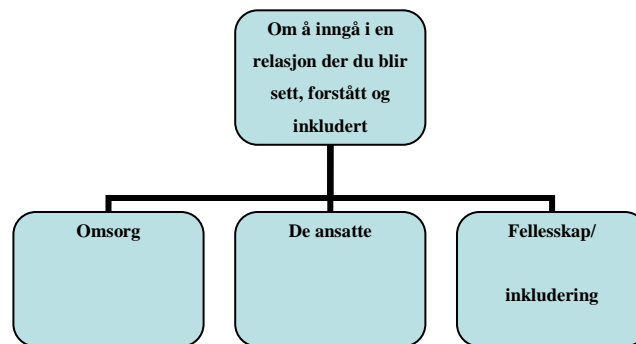 Om å inngå i en
relasjon der du blir
sett, forstått og
inkludert
Omsorg
De ansatte
Fellesskap/
inkludering